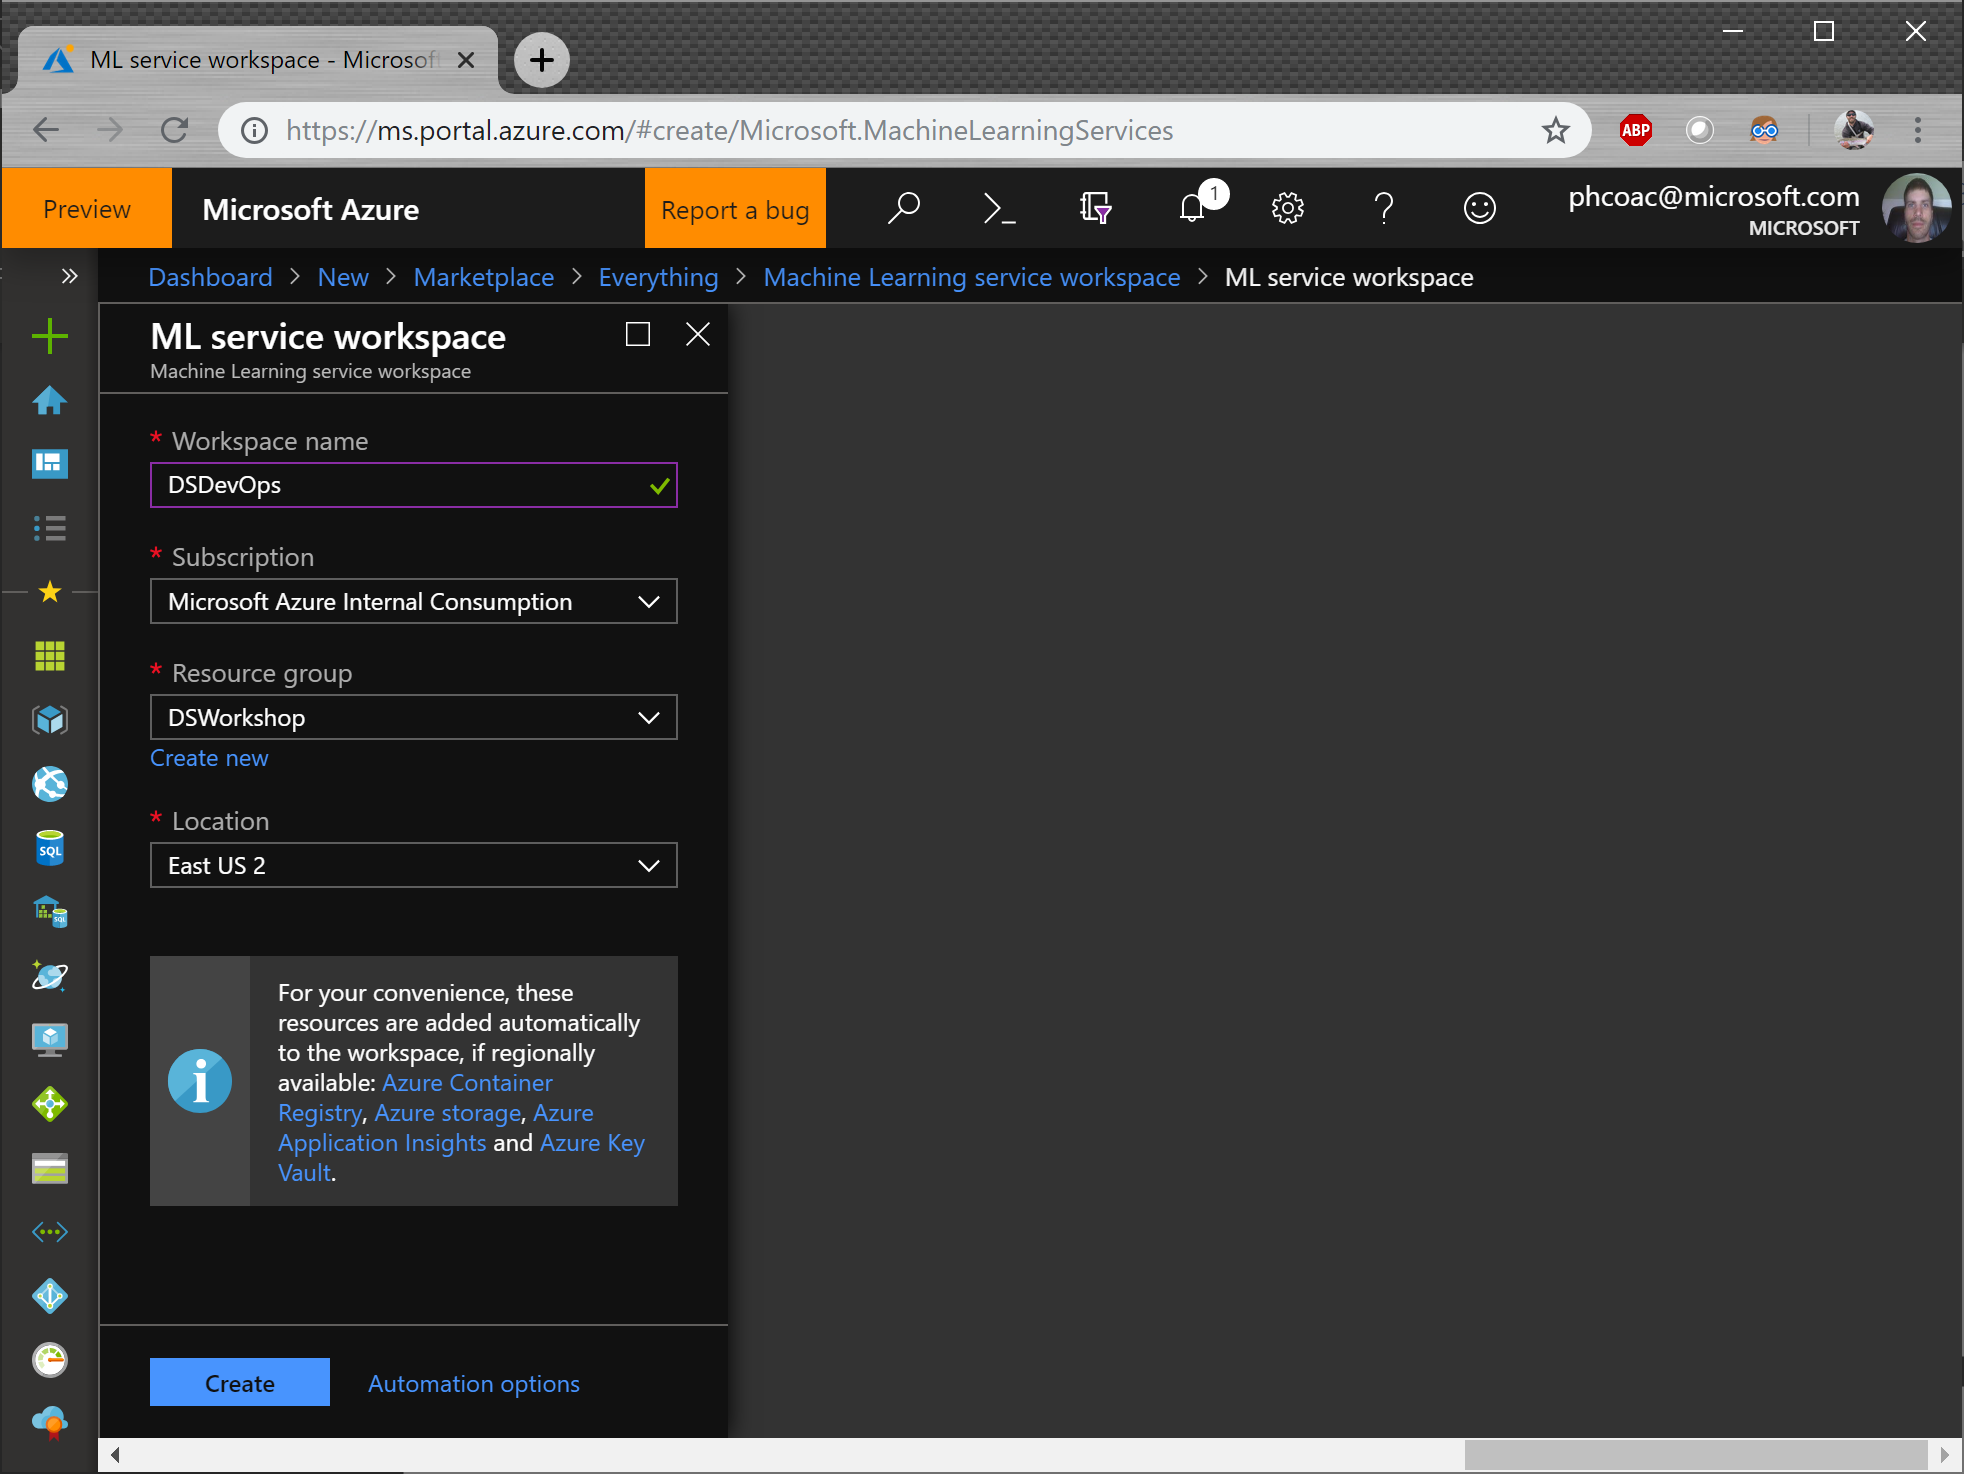 ML service workspace - Microsof
https://ms.portal.azure.com/#create/Microsoft.MachineLearningServices
ABP
Preview
Microsoft Azure
Report a bug
1
phcoac@microsoft.com
MICROSOFT
Dashboard > New > Marketplace > Everything > Machine Learning service workspace > ML service workspace
ML service workspace
Machine Learning service workspace
* Workspace name
DSDevOps
* Subscription
Microsoft Azure Internal Consumption
* Resource group
DSWorkshop
Create new
* Location
East US 2
For your convenience, these
resources are added automatically
to the workspace, if regionally
available: Azure Container
Registry, Azure storage, Azure
Application Insights and Azure Key
Vault.
Create
Automation options
SQL
SQL